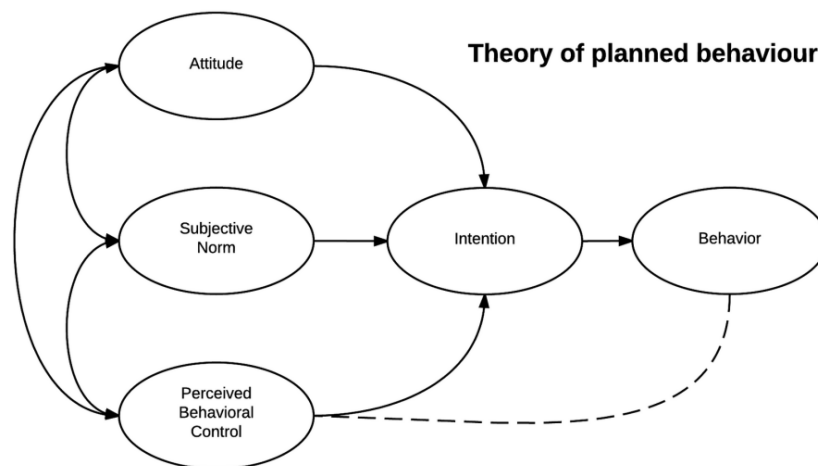 Theory of planned behaviour
Attitude
Subjective
Norm
Intention
Behavior
Perceived
Behavioral
Control